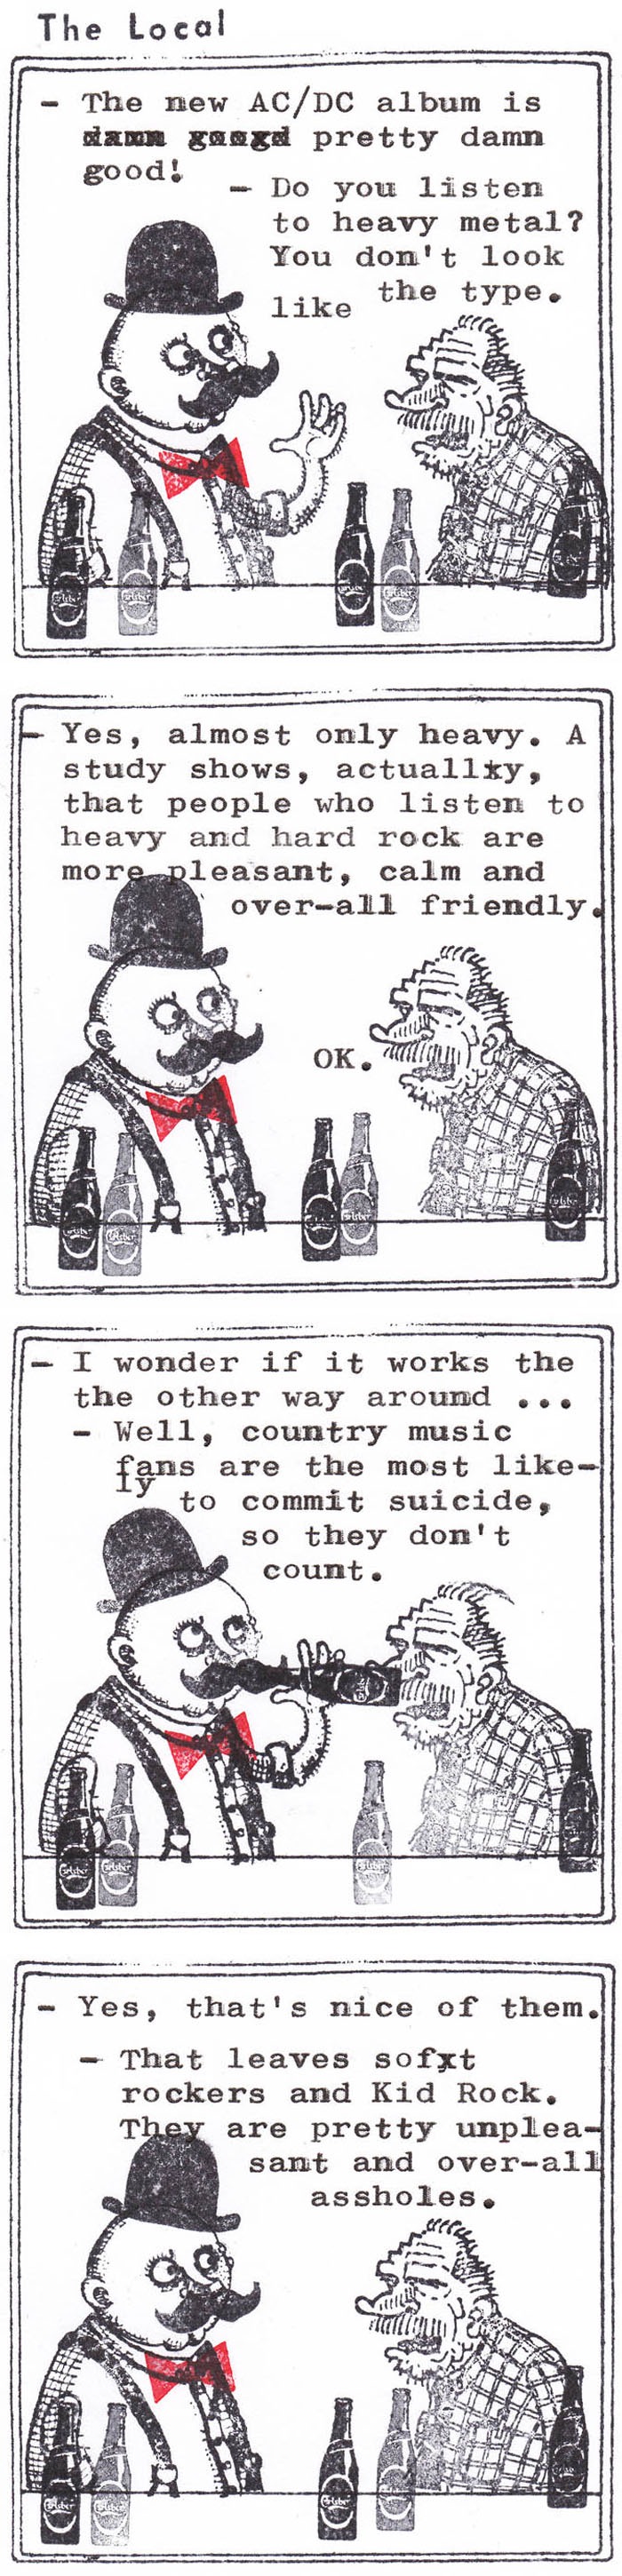 The Local
- The new AC/DC album is
pretty damn
good!
- Do you listen
to heavy metal?
You don't look
like the type.
- Yes, almost only heavy. A
study shows, actuallxy,
that people who listen to
heavy and hard rock are
more pleasant, calm and
over-all friendly.
OK.
- I wonder if it works the
the other way around ...
- Well, country music
fans are the most like-
ly to commit suicide,
so they don't
count.
- Yes, that's nice of them.
- That leaves sofxt
rockers and Kid Rock.
They are pretty unplea-
sant and over-all
assholes.